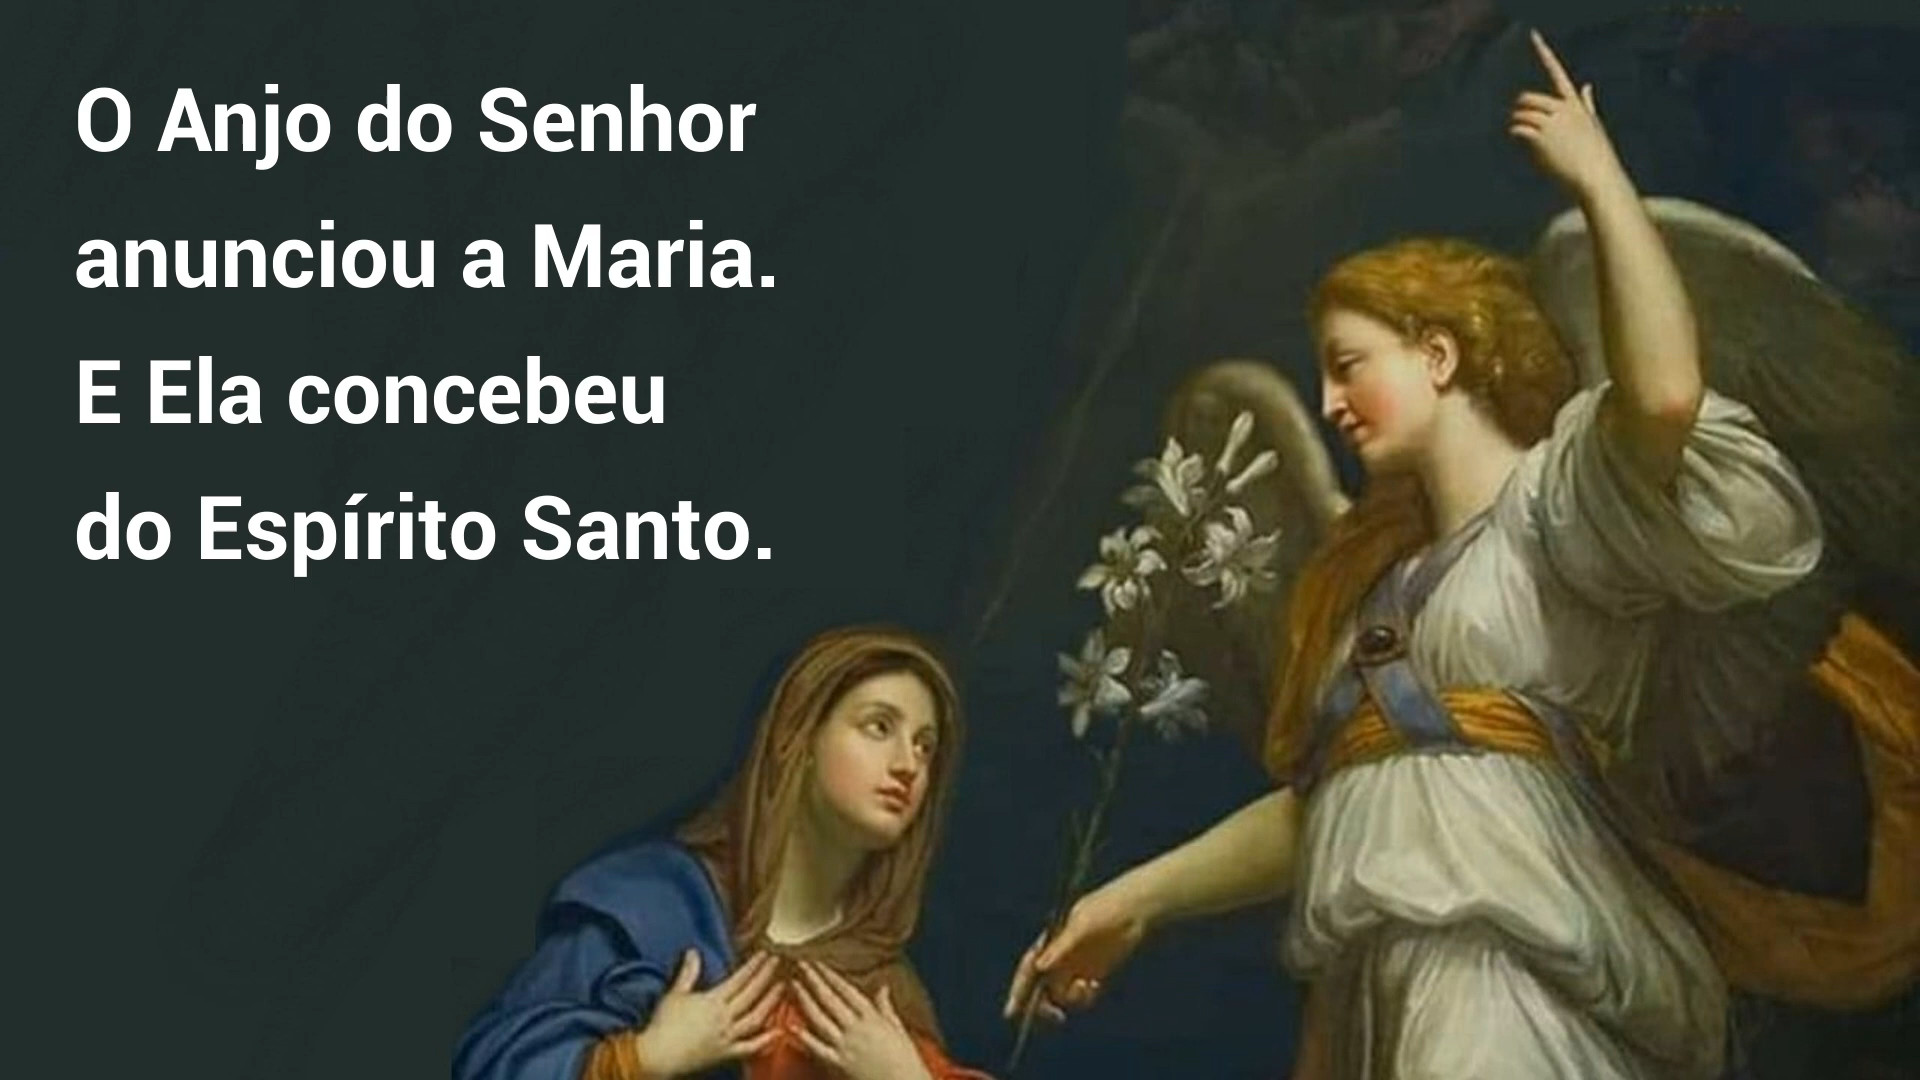 O Anjo do Senhor
anunciou a Maria.
E Ela concebeu
do Espírito Santo.